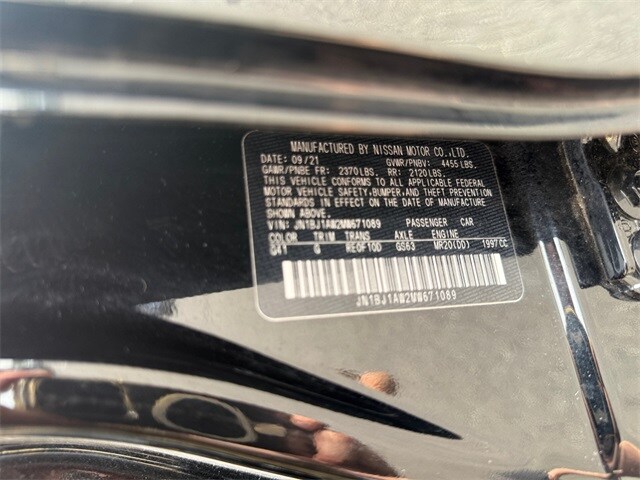 MANUFACTURED BY NISSAN MOTOR CO.,LTD.
DATE: 09/21 GVWR/PNBV: 4455 LBS.
GAWR/PNBE FR: 2370 LBS. RR: 2120 LBS.
THIS VEHICLE CONFORMS TO ALL APPLICABLE FEDERAL
MOTOR VEHICLE SAFETY,BUMPER,AND THEFT PREVENTION
STANDARDS IN EFFECT ON THE DATE OF MANUFACTURE
SHOWN ABOVE.
VIN: JN1BJ1AW2MW671089 PASSENGER CAR
COLOR TRIM TRANS AXLE ENGINE
G41 G RE0F10D GS63 MR20(DD) 1997CC
JN1BJ1AW2MW671089